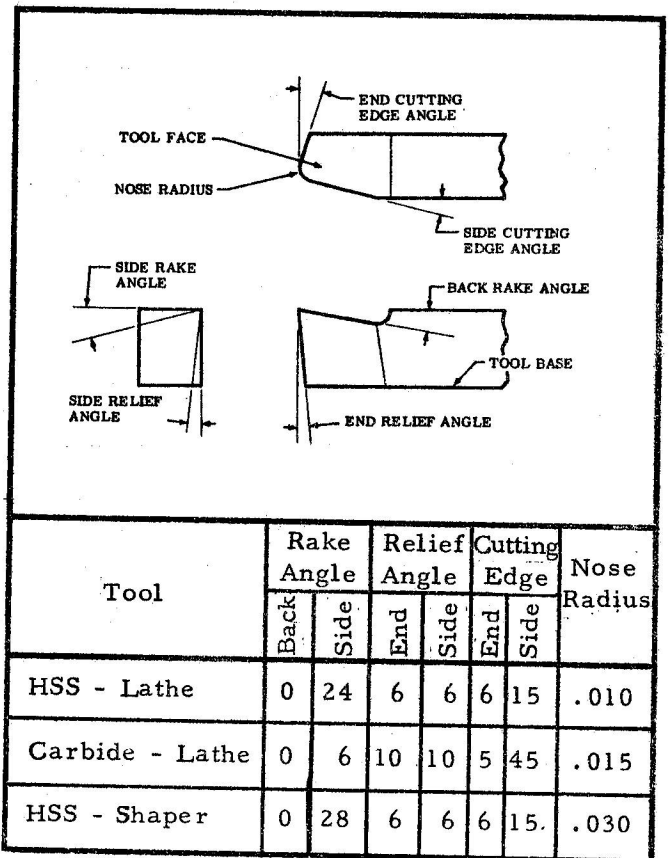 END CUTTING
EDGE ANGLE
TOOL FACE
NOSE RADIUS
SIDE CUTTING
EDGE ANGLE
SIDE RAKE
ANGLE
BACK RAKE ANGLE
TOOL BASE
SIDE RELIEF
ANGLE
END RELIEF ANGLE
Tool
Rake
Angle
Relief
Angle
Cutting
Edge
Nose
Radius
Back
Side
End
Side
End
Side
HSS - Lathe 0 24 6 6 6 15 .010
Carbide - Lathe 0 6 10 10 5 45 .015
HSS - Shaper 0 28 6 6 6 15. .030